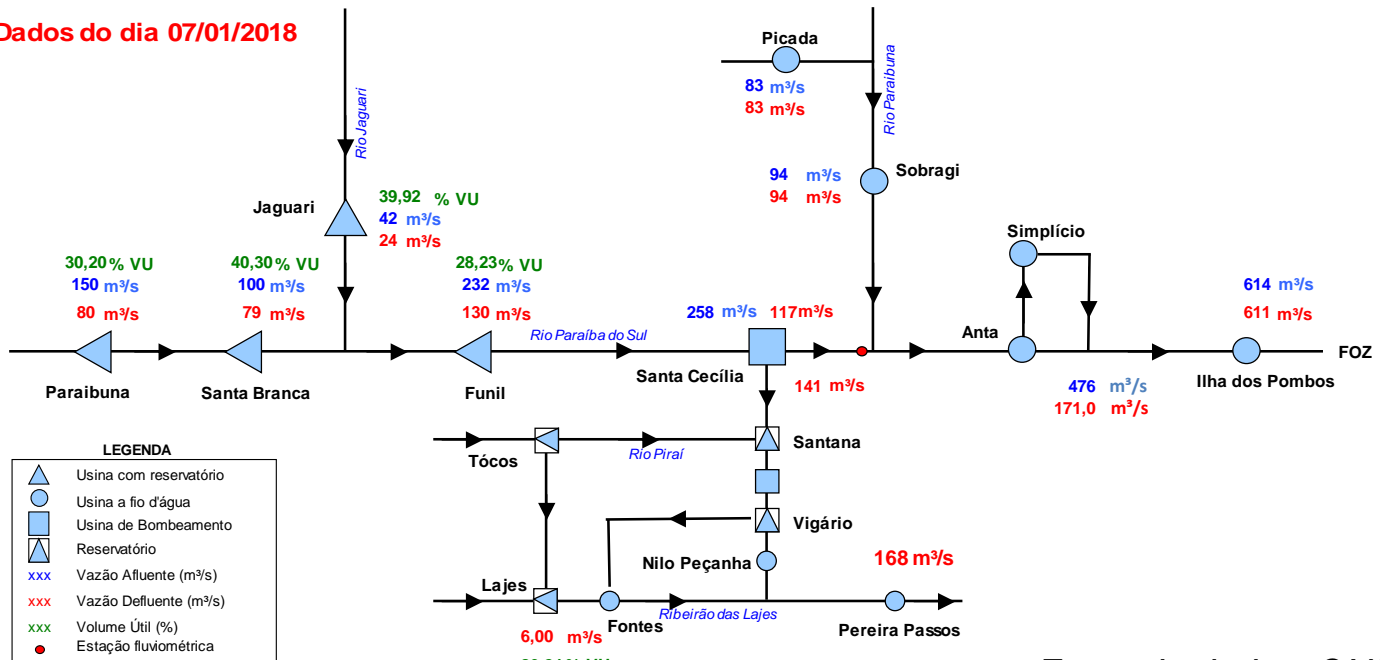 Dados do dia 07/01/2018
Picada
83 m³/s
83 m³/s
Rio Paraibuna
Rio Jaguari
94 m³/s
94 m³/s
Sobragi
Jaguari
39,92 % VU
42 m³/s
24 m³/s
Simplício
30,20 % VU
150 m³/s
80 m³/s
40,30 % VU
100 m³/s
79 m³/s
28,23 % VU
232 m³/s
130 m³/s
258 m³/s 117 m³/s
614 m³/s
611 m³/s
Rio Paraíba do Sul
Anta
FOZ
Paraibuna
Santa Branca
Funil
Santa Cecília
141 m³/s
476 m³/s
171,0 m³/s
Ilha dos Pombos
Tócos
Rio Piraí
Santana
Vigário
Nilo Peçanha
168 m³/s
Lajes
Fontes
Ribeirão das Lajes
Pereira Passos
6,00 m³/s
LEGENDA
Usina com reservatório
Usina a fio d'água
Usina de Bombeamento
Reservatório
xxx Vazão Afluente (m³/s)
xxx Vazão Defluente (m³/s)
xxx Volume Útil (%)
Estação fluviométrica